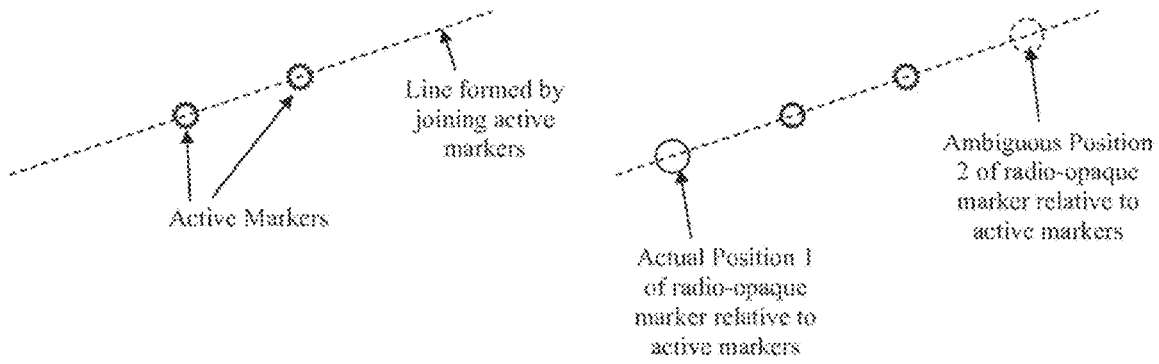 Line formed by
joining active
markers
Active Markers
Ambiguous Position
2 of radio-opaque
marker relative to
active markers
Actual Position 1
of radio-opaque
marker relative to
active markers